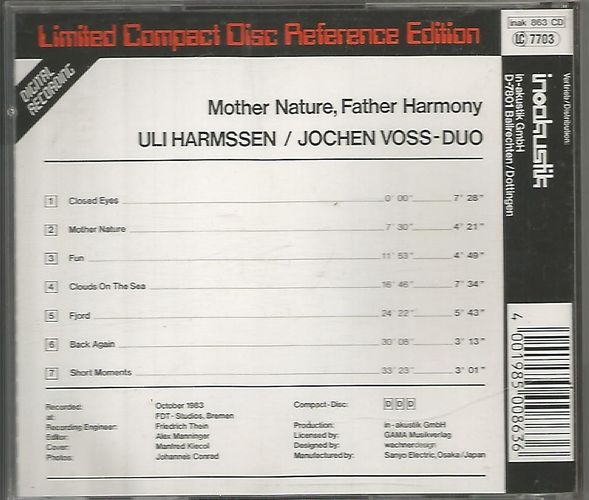 Limited Compact Disc Reference Edition
inak 863 CD
LC 7703
DIGITAL RECORDING
Mother Nature, Father Harmony
ULI HARMSSEN / JOCHEN VOSS-DUO
1 Closed Eyes 0' 00" 7' 28"
2 Mother Nature 7' 30" 4' 21"
3 Fun 11' 53" 4' 49"
4 Clouds On The Sea 16' 46" 7' 34"
5 Fjord 24' 22" 5' 43"
6 Back Again 30' 08" 3' 13"
7 Short Moments 33' 23" 3' 01"
Recorded: October 1983
at: FDT-Studios, Bremen
Recording Engineer: Friedrich Thein
Editor: Alex Manninger
Cover: Manfred Kiecol
Photos: Johannes Conrad
Compact-Disc: D D D
Production: in-akustik GmbH
Licensed by: GAMA Musikverlag
Designed by: wachnerdesign
Manufactured by: Sanyo Electric, Osaka/Japan
Vertrieb/Distribution:
inakustik
in-akustik GmbH
D-7801 Ballrechten/Dottingen
4 001985 008636